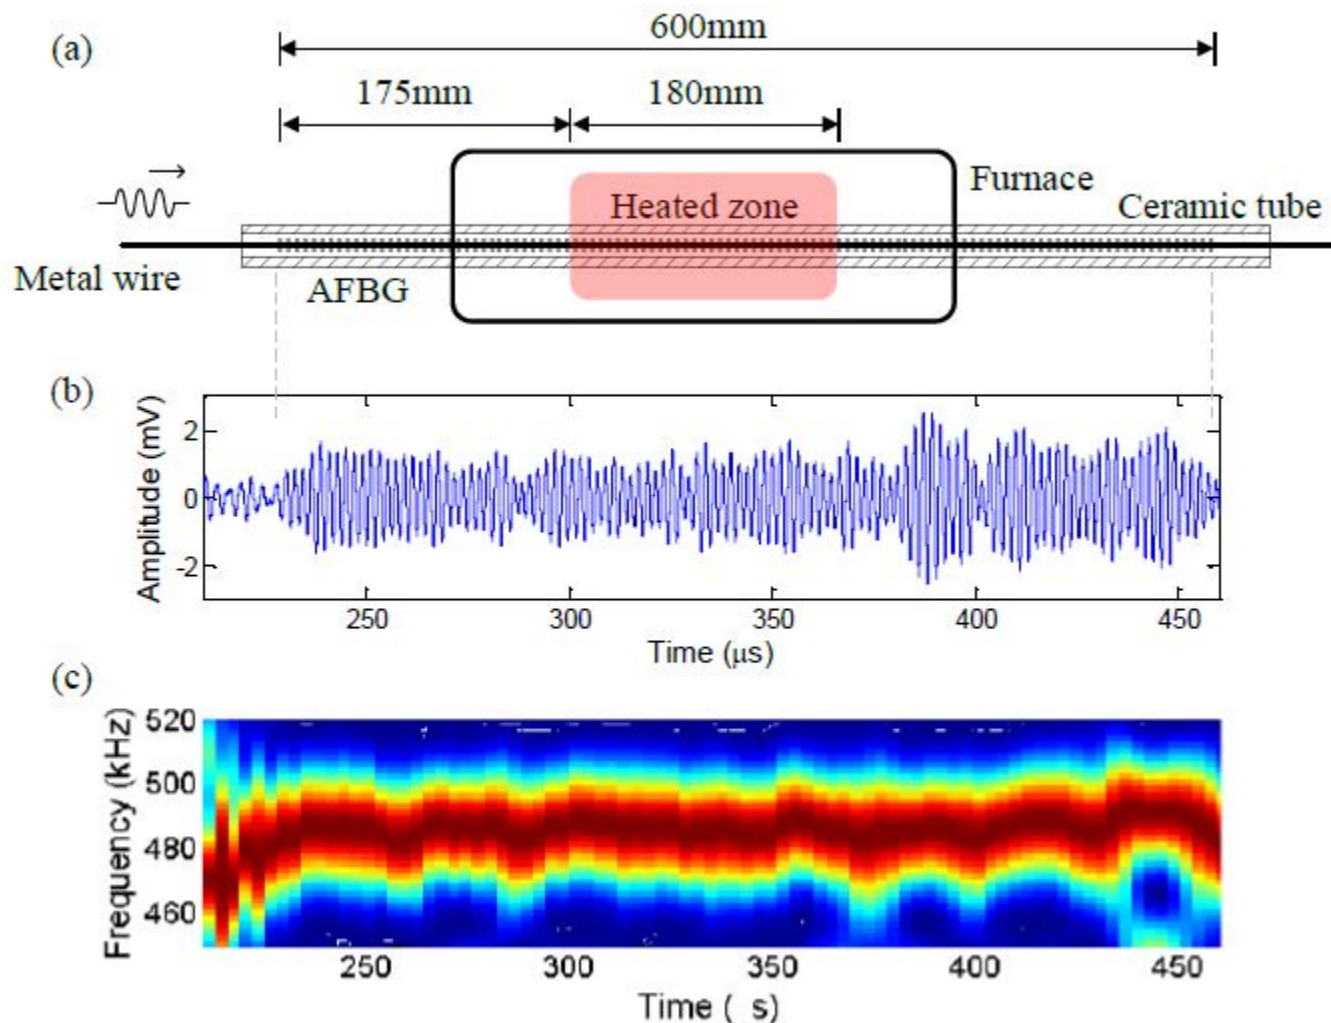 (a)
600mm
175mm
180mm
Heated zone
Furnace
Ceramic tube
Metal wire
AFBG
(b)
Amplitude (mV)
2
0
-2
250
300
350
400
450
Time (μs)
(c)
Frequency (kHz)
520
500
480
460
250
300
350
400
450
Time ( s)